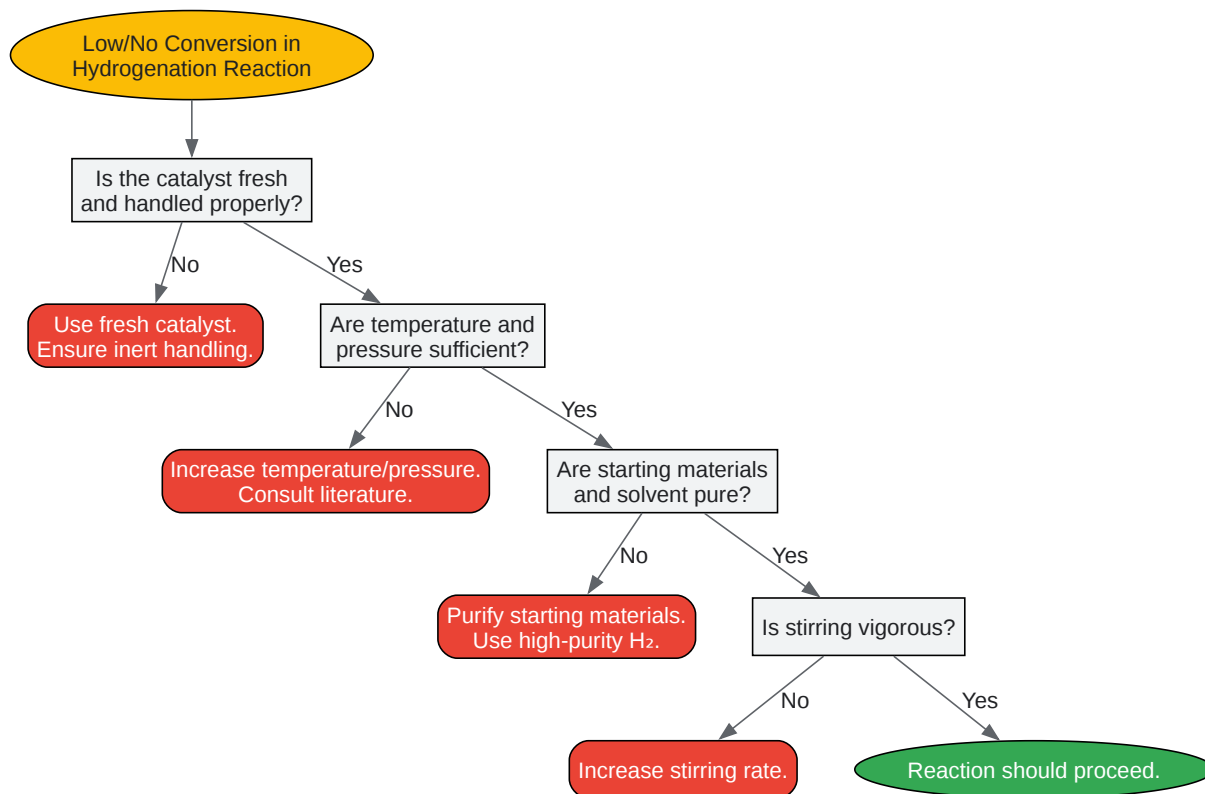 Low/No Conversion in
Hydrogenation Reaction
Is the catalyst fresh
and handled properly?
No
Yes
Use fresh catalyst.
Ensure inert handling.
Are temperature and
pressure sufficient?
No
Yes
Increase temperature/pressure.
Consult literature.
Are starting materials
and solvent pure?
No
Yes
Purify starting materials.
Use high-purity H₂.
Is stirring vigorous?
No
Yes
Increase stirring rate.
Reaction should proceed.